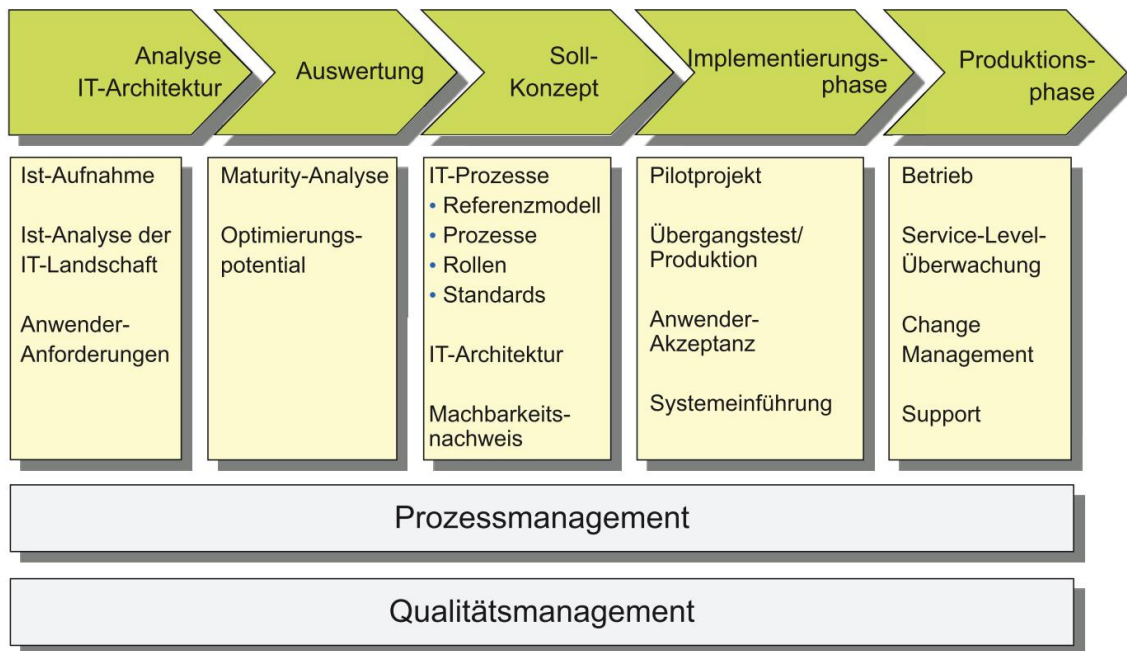 Analyse
IT-Architektur
Auswertung
Soll-
Konzept
Implementierungs-
phase
Produktions-
phase
Ist-Aufnahme
Ist-Analyse der
IT-Landschaft
Anwender-
Anforderungen
Maturity-Analyse
Optimierungs-
potential
IT-Prozesse
• Referenzmodell
• Prozesse
• Rollen
• Standards
IT-Architektur
Machbarkeits-
nachweis
Pilotprojekt
Übergangstest/
Produktion
Anwender-
Akzeptanz
Systemeinführung
Betrieb
Service-Level-
Überwachung
Change
Management
Support
Prozessmanagement
Qualitätsmanagement